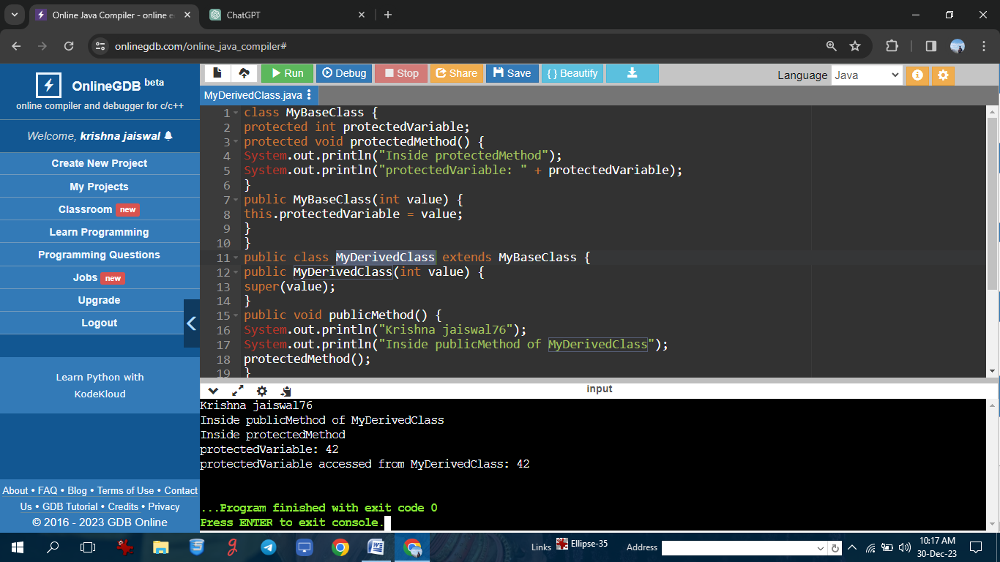 Online Java Compiler - online e
ChatGPT
onlinegdb.com/online_java_compiler#
OnlineGDB beta
online compiler and debugger for c/c++
Welcome, krishna jaiswal
Create New Project
My Projects
Classroom new
Learn Programming
Programming Questions
Jobs new
Upgrade
Logout
Learn Python with
KodeKloud
About • FAQ • Blog • Terms of Use • Contact
Us • GDB Tutorial • Credits • Privacy
© 2016 - 2023 GDB Online
Run Debug Stop Share Save { } Beautify
Language Java
MyDerivedClass.java
1 class MyBaseClass {
2 protected int protectedVariable;
3 protected void protectedMethod() {
4 System.out.println("Inside protectedMethod");
5 System.out.println("protectedVariable: " + protectedVariable);
6 }
7 public MyBaseClass(int value) {
8 this.protectedVariable = value;
9 }
10 }
11 public class MyDerivedClass extends MyBaseClass {
12 public MyDerivedClass(int value) {
13 super(value);
14 }
15 public void publicMethod() {
16 System.out.println("Krishna jaiswal76");
17 System.out.println("Inside publicMethod of MyDerivedClass");
18 protectedMethod();
19 }
input
Krishna jaiswal76
Inside publicMethod of MyDerivedClass
Inside protectedMethod
protectedVariable: 42
protectedVariable accessed from MyDerivedClass: 42
...Program finished with exit code 0
Press ENTER to exit console.
Links Ellipse-35 Address
10:17 AM
30-Dec-23